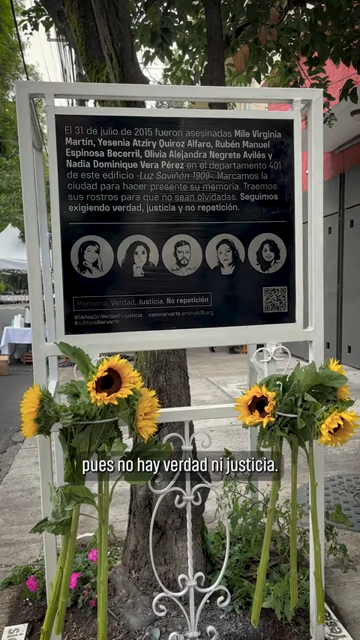 El 31 de julio de 2015 fueron asesinadas Mile Virginia
Martín, Yesenia Atziry Quiroz Alfaro, Rubén Manuel
Espinosa Becerril, Olivia Alejandra Negrete Avilés y
Nadia Dominique Vera Pérez en el departamento 401
de este edificio -Luz Saviñón 1909-. Marcamos la
ciudad para hacer presente su memoria. Traemos
sus rostros para que no sean olvidadas. Seguimos
exigiendo verdad, justicia y no repetición.
Memoria, Verdad, Justicia, No repetición
casonarvarte.articulo19.org
pues no hay verdad ni justicia.